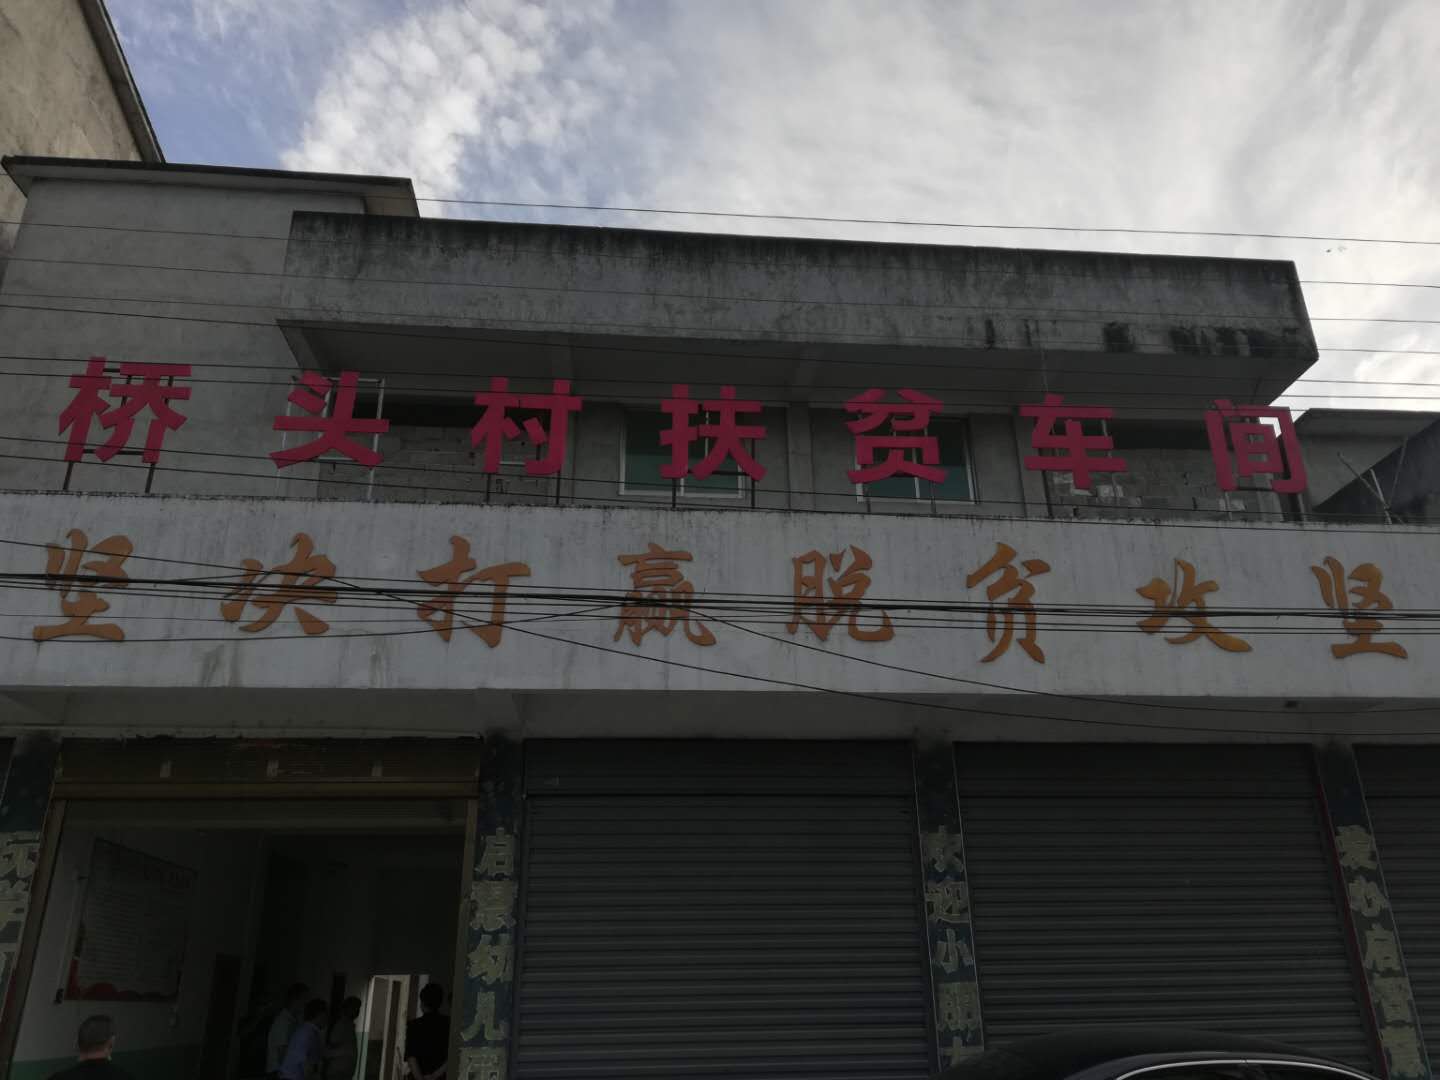 桥头村扶贫车间
坚决打赢脱贫攻坚
启慧幼儿园
欢迎小朋友